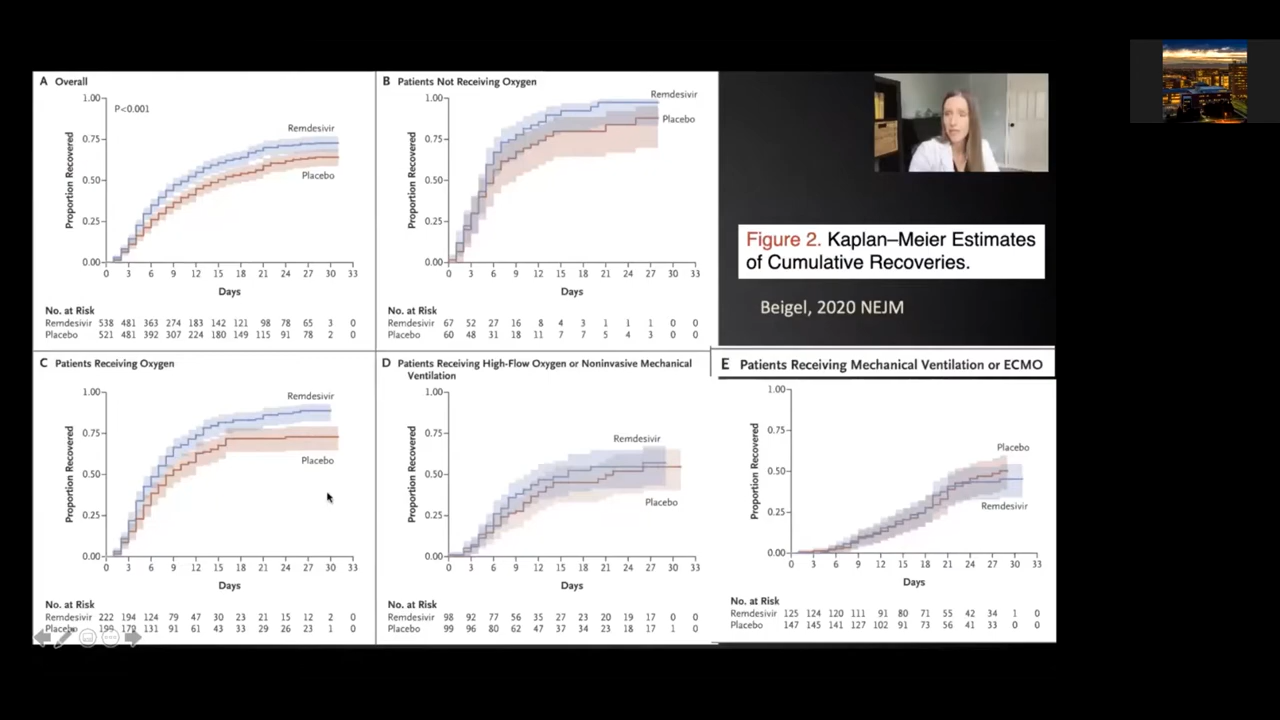 A Overall
P<0.001
1.00
0.75
0.50
0.25
0.00
Proportion Recovered
Remdesivir
Placebo
0 3 6 9 12 15 18 21 24 27 30 33
Days
No. at Risk
Remdesivir 538 481 363 274 183 142 121 98 78 65 3 0
Placebo 521 481 392 307 224 180 149 115 91 78 2 0
B Patients Not Receiving Oxygen
1.00
0.75
0.50
0.25
0.00
Proportion Recovered
Remdesivir
Placebo
0 3 6 9 12 15 18 21 24 27 30 33
Days
No. at Risk
Remdesivir 67 52 27 16 8 4 3 1 1 1 0 0
Placebo 60 48 31 18 11 7 7 5 4 3 0 0
Figure 2. Kaplan–Meier Estimates
of Cumulative Recoveries.
Beigel, 2020 NEJM
C Patients Receiving Oxygen
1.00
0.75
0.50
0.25
0.00
Proportion Recovered
Remdesivir
Placebo
0 3 6 9 12 15 18 21 24 27 30 33
Days
No. at Risk
Remdesivir 222 194 124 79 47 30 23 21 15 12 2 0
Placebo 199 179 131 91 61 43 33 29 26 23 1 0
D Patients Receiving High-Flow Oxygen or Noninvasive Mechanical
Ventilation
1.00
0.75
0.50
0.25
0.00
Proportion Recovered
Remdesivir
Placebo
0 3 6 9 12 15 18 21 24 27 30 33
Days
No. at Risk
Remdesivir 98 92 77 56 35 27 23 20 19 17 0 0
Placebo 99 96 80 62 47 37 34 23 18 17 1 0
E Patients Receiving Mechanical Ventilation or ECMO
1.00
0.75
0.50
0.25
0.00
Proportion Recovered
Placebo
Remdesivir
0 3 6 9 12 15 18 21 24 27 30 33
Days
No. at Risk
Remdesivir 125 124 120 111 91 80 71 55 42 34 1 0
Placebo 147 145 141 127 102 91 73 56 41 33 0 0